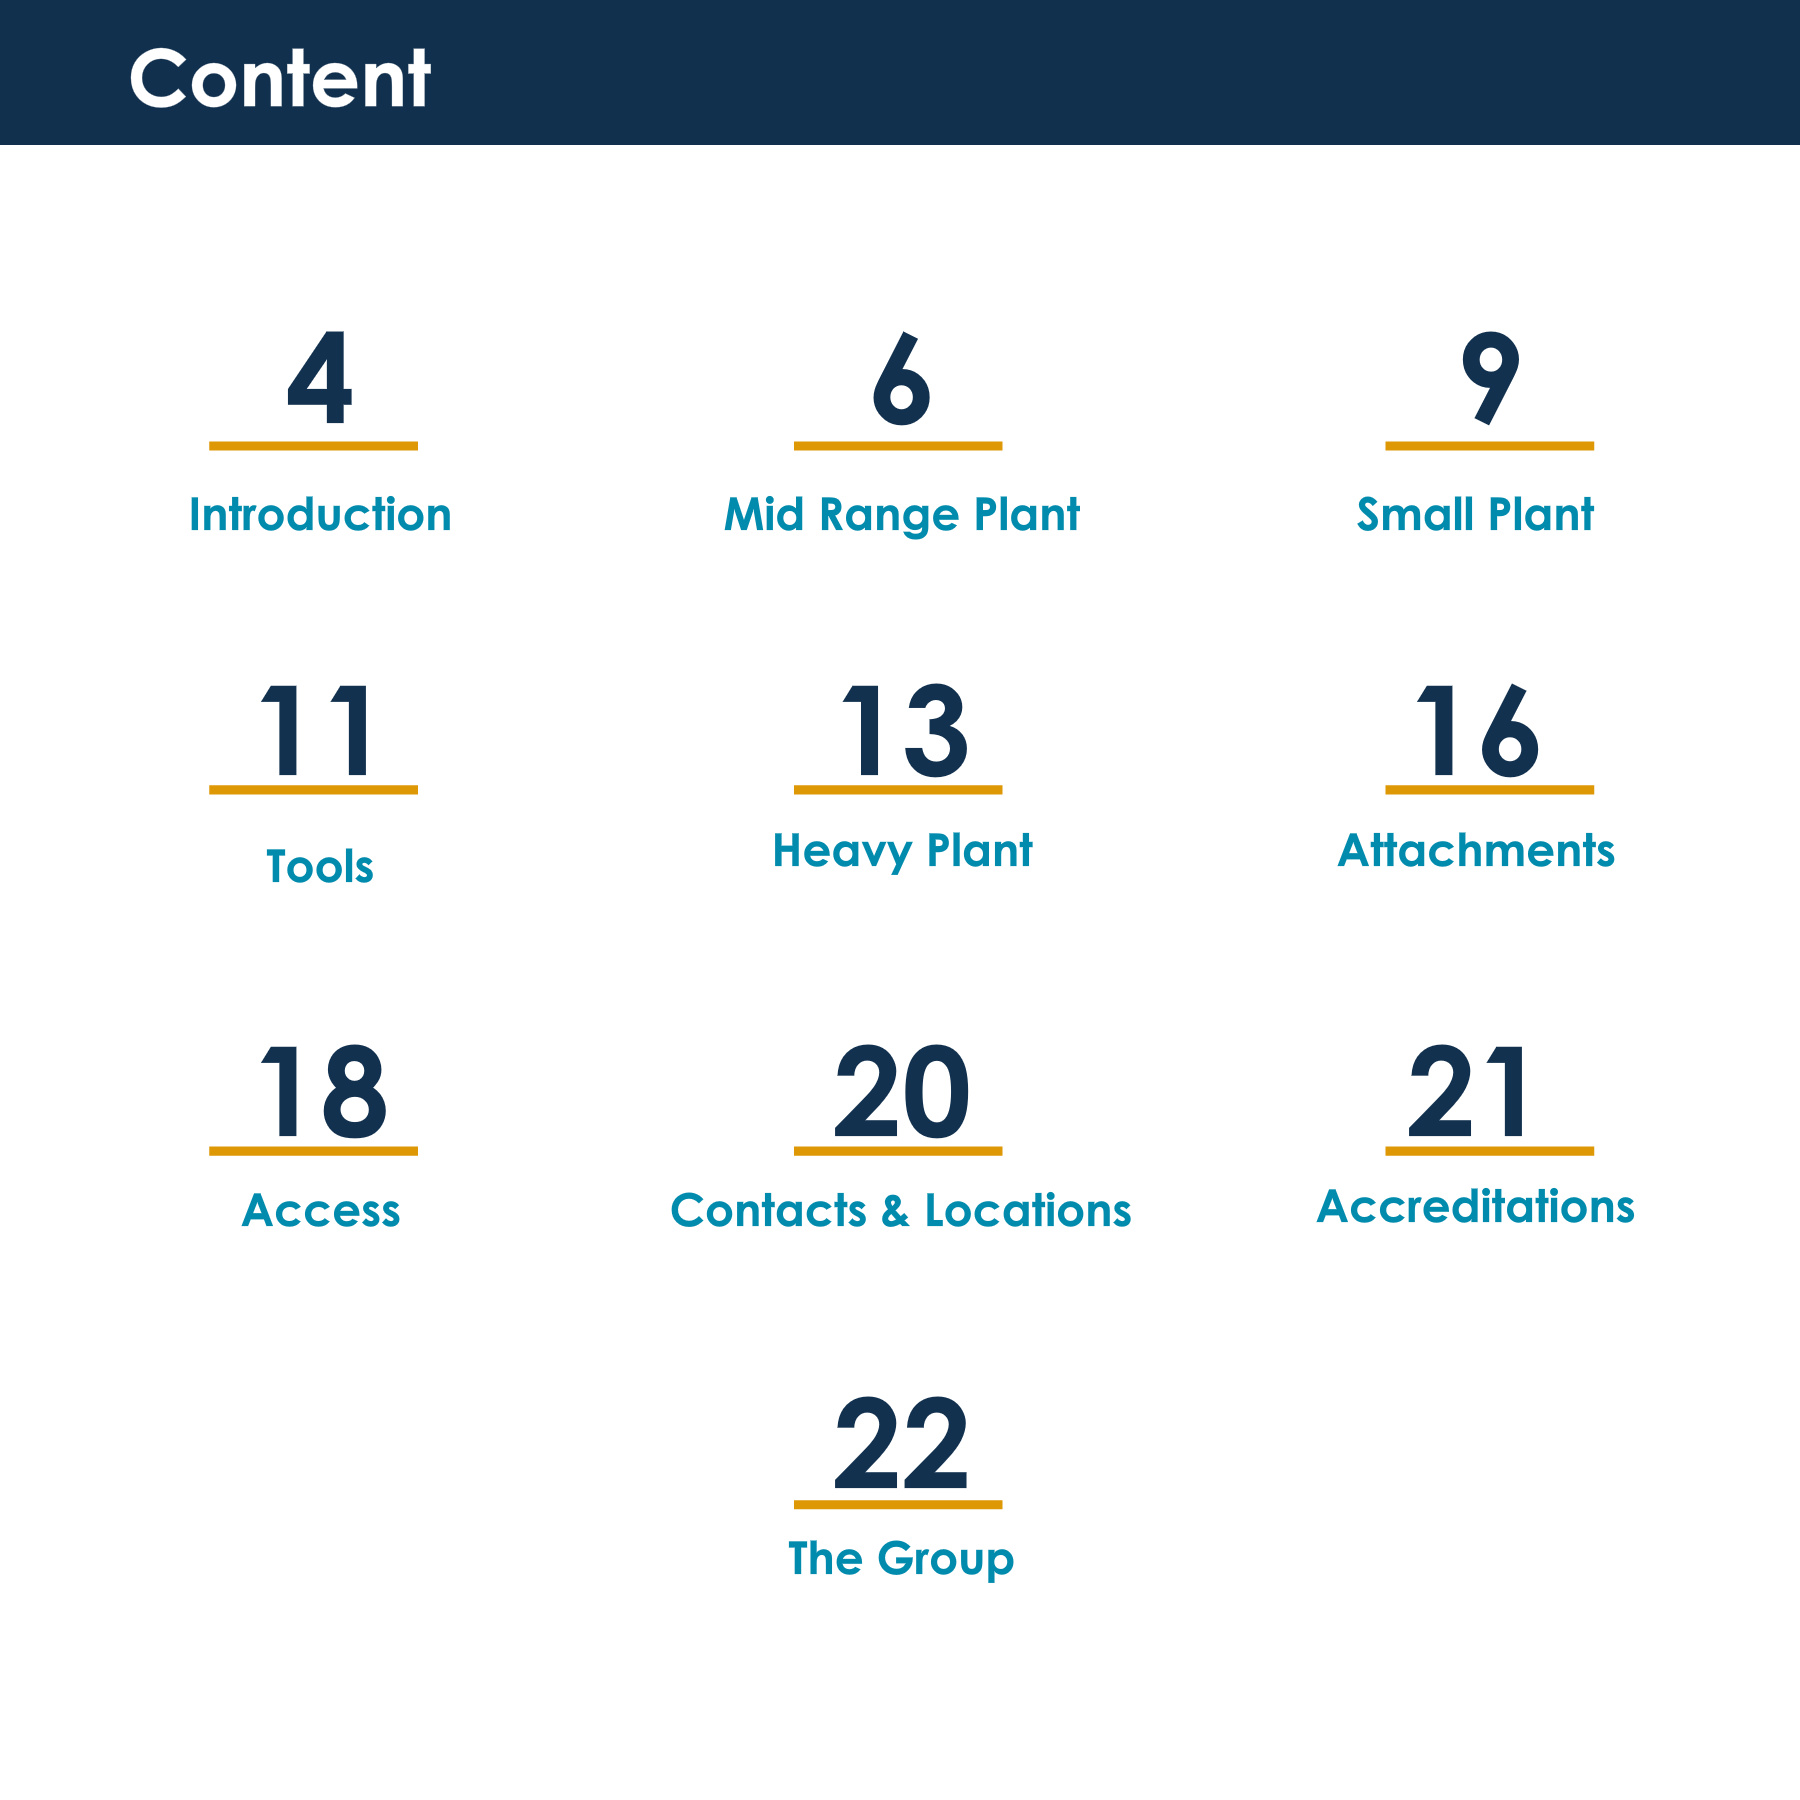 Content
4
Introduction
6
Mid Range Plant
9
Small Plant
11
Tools
13
Heavy Plant
16
Attachments
18
Access
20
Contacts & Locations
21
Accreditations
22
The Group